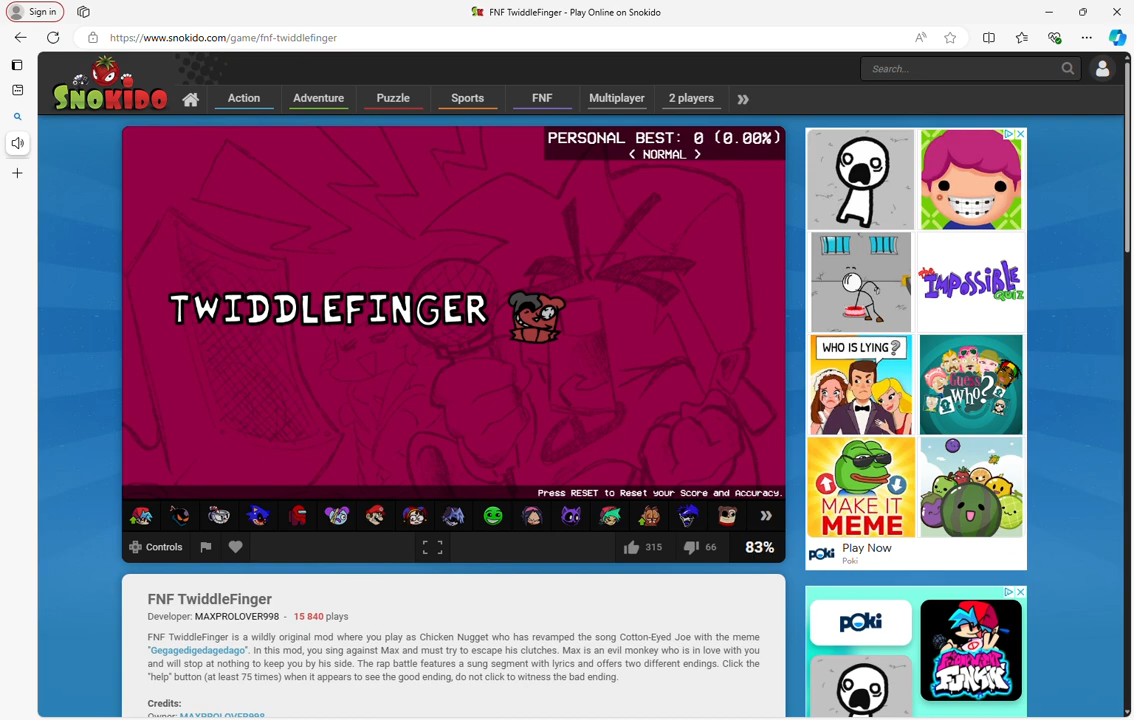 Sign in
FNF TwiddleFinger - Play Online on Snokido
https://www.snokido.com/game/fnf-twiddlefinger
SNOKIDO
Action
Adventure
Puzzle
Sports
FNF
Multiplayer
2 players
Search...
PERSONAL BEST: 0 (0.00%)
< NORMAL >
TWIDDLEFINGER
Press RESET to Reset your Score and Accuracy.
Controls
315
66
83%
the IMPOSSIBLE QUIZ
WHO IS LYING?
GUESS WHO?
MAKE IT MEME
POKi
Play Now
Poki
POKi
FRIDAY NIGHT FUNKIN
FNF TwiddleFinger
Developer: MAXPROLOVER998 - 15 840 plays
FNF TwiddleFinger is a wildly original mod where you play as Chicken Nugget who has revamped the song Cotton-Eyed Joe with the meme
"Gegagedigedagedago". In this mod, you sing against Max and must try to escape his clutches. Max is an evil monkey who is in love with you
and will stop at nothing to keep you by his side. The rap battle features a sung segment with lyrics and offers two different endings. Click the
"help" button (at least 75 times) when it appears to see the good ending, do not click to witness the bad ending.
Credits:
Owner: MAXPROLOVER998